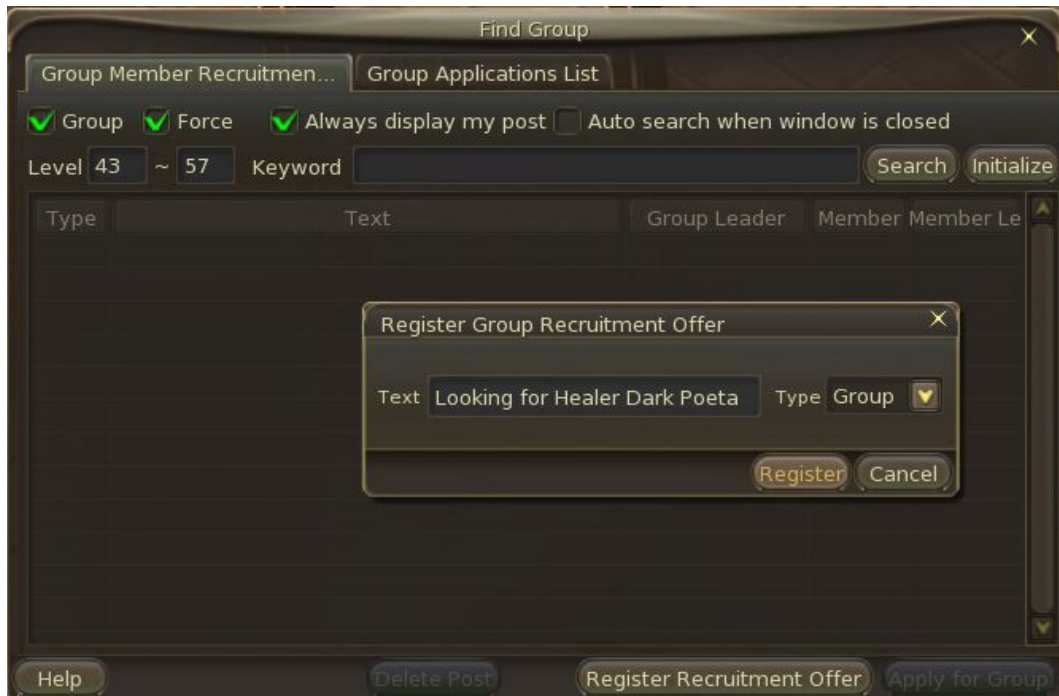 Find Group
Group Member Recruitmen... Group Applications List
Group Force Always display my post Auto search when window is closed
Level 43 ~ 57 Keyword Search Initialize
Type Text Group Leader Member Member Le
Register Group Recruitment Offer
Text Looking for Healer Dark Poeta Type Group
Register Cancel
Help Delete Post Register Recruitment Offer Apply for Group